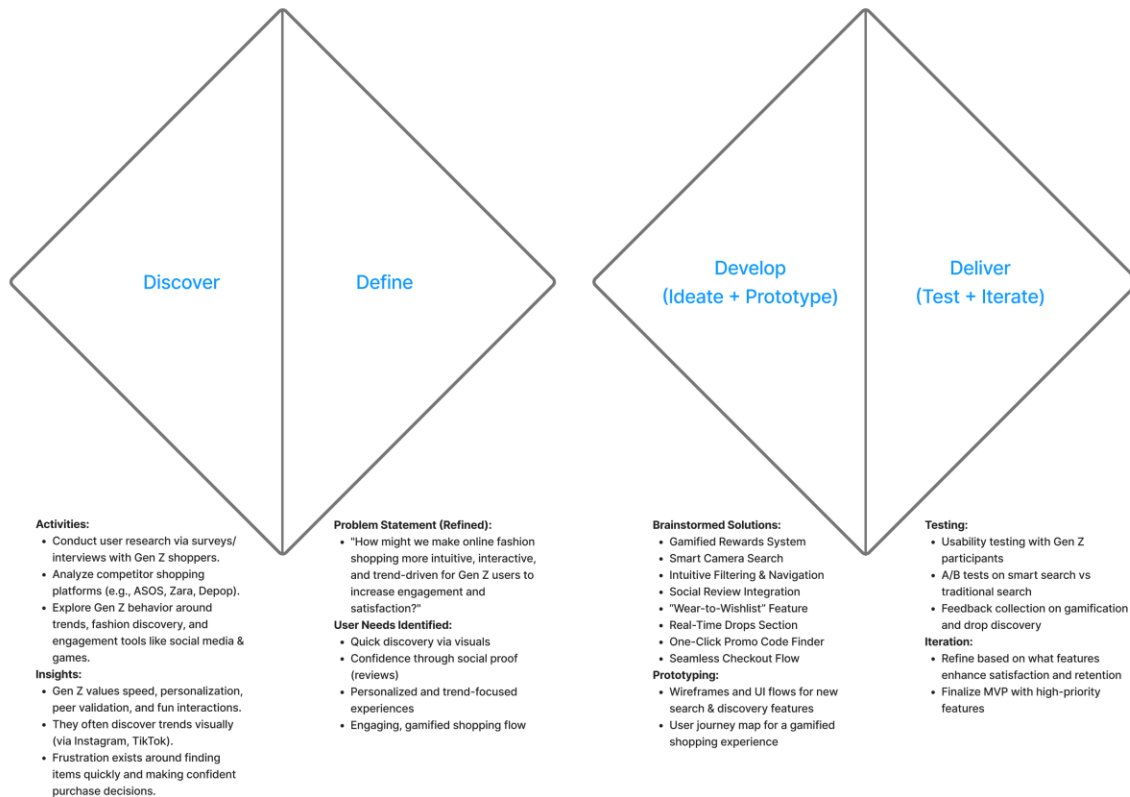 Discover
Define
Develop
(Ideate + Prototype)
Deliver
(Test + Iterate)
Activities:
• Conduct user research via surveys/
interviews with Gen Z shoppers.
• Analyze competitor shopping
platforms (e.g., ASOS, Zara, Depop).
• Explore Gen Z behavior around
trends, fashion discovery, and
engagement tools like social media &
games.
Insights:
• Gen Z values speed, personalization,
peer validation, and fun interactions.
• They often discover trends visually
(via Instagram, TikTok).
• Frustration exists around finding
items quickly and making confident
purchase decisions.
Problem Statement (Refined):
• "How might we make online fashion
shopping more intuitive, interactive,
and trend-driven for Gen Z users to
increase engagement and
satisfaction?"
User Needs Identified:
• Quick discovery via visuals
• Confidence through social proof
(reviews)
• Personalized and trend-focused
experiences
• Engaging, gamified shopping flow
Brainstormed Solutions:
• Gamified Rewards System
• Smart Camera Search
• Intuitive Filtering & Navigation
• Social Review Integration
• “Wear-to-Wishlist” Feature
• Real-Time Drops Section
• One-Click Promo Code Finder
• Seamless Checkout Flow
Prototyping:
• Wireframes and UI flows for new
search & discovery features
• User journey map for a gamified
shopping experience
Testing:
• Usability testing with Gen Z
participants
• A/B tests on smart search vs
traditional search
• Feedback collection on gamification
and drop discovery
Iteration:
• Refine based on what features
enhance satisfaction and retention
• Finalize MVP with high-priority
features